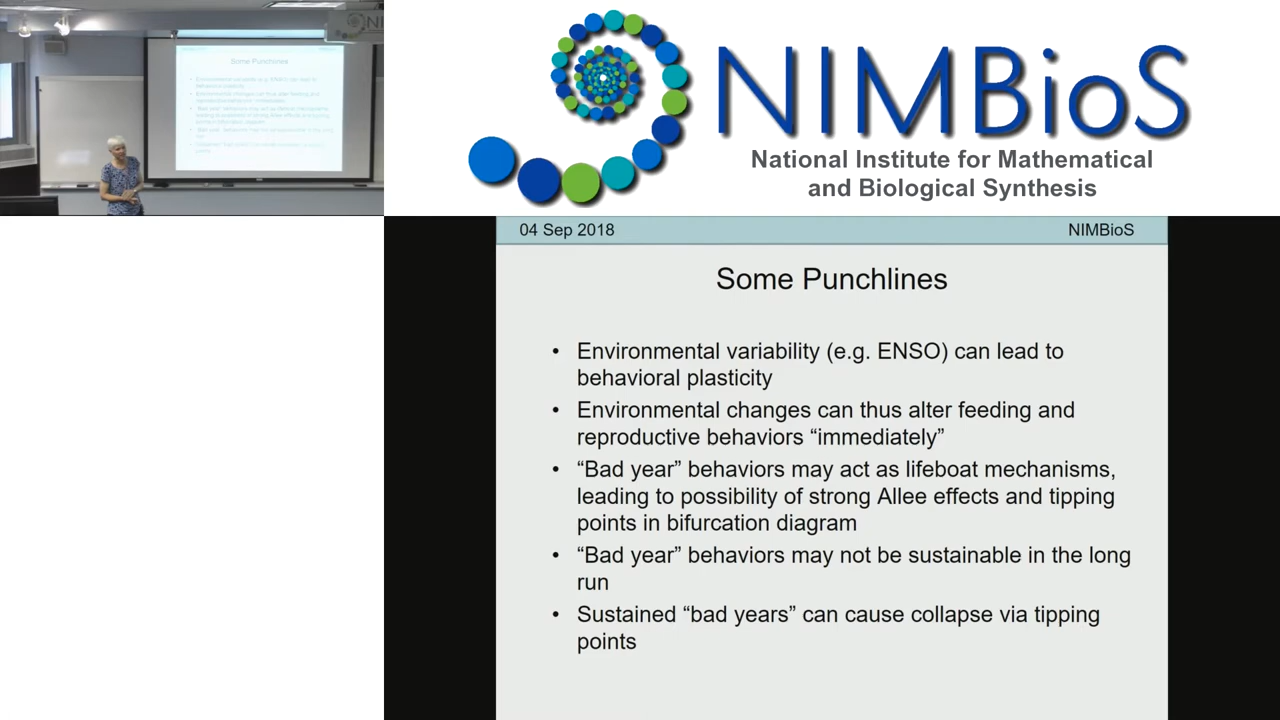 Some Punchlines
NIMBioS
National Institute for Mathematical
and Biological Synthesis
04 Sep 2018
NIMBioS
Some Punchlines
• Environmental variability (e.g. ENSO) can lead to
behavioral plasticity
• Environmental changes can thus alter feeding and
reproductive behaviors “immediately”
• “Bad year” behaviors may act as lifeboat mechanisms,
leading to possibility of strong Allee effects and tipping
points in bifurcation diagram
• “Bad year” behaviors may not be sustainable in the long
run
• Sustained “bad years” can cause collapse via tipping
points